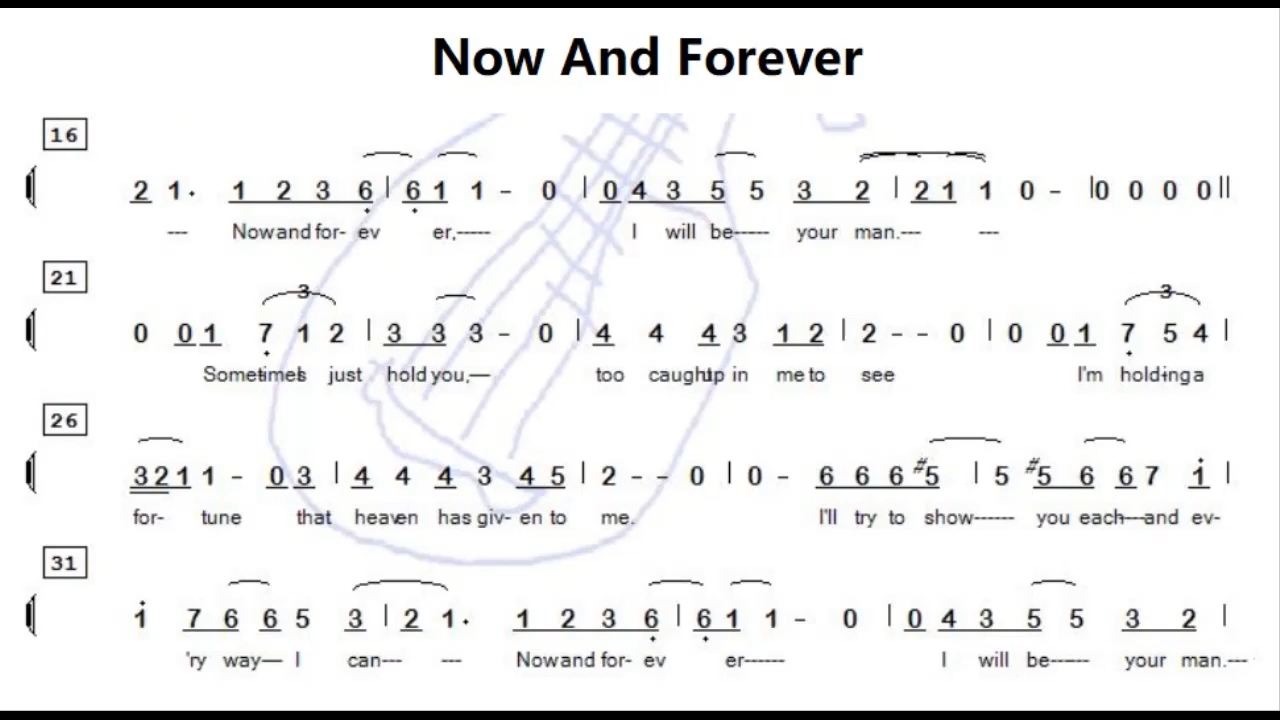 Now And Forever
16
2 1. 1 2 3 6 | 6 1 1 - 0 | 0 4 3 5 5 3 2 | 2 1 1 0 - | 0 0 0 0 ||
--- Now and for- ev er,----- I will be----- your man.--- ---
21
3 3
0 0 1 7 1 2 | 3 3 3 - 0 | 4 4 4 3 1 2 | 2 - - 0 | 0 0 1 7 5 4 |
Sometimes I just hold you,— too caught up in me to see I'm holding a
26
3 2 1 1 - 0 3 | 4 4 4 3 4 5 | 2 - - 0 | 0 - 6 6 6 #5 | 5 #5 6 6 7 1 |
for- tune that heaven has giv- en to me. I'll try to show------ you each---and ev-
31
1 7 6 6 5 3 | 2 1. 1 2 3 6 | 6 1 1 - 0 | 0 4 3 5 5 3 2 |
'ry way— I can--- --- Now and for- ev er------ I will be------ your man.---